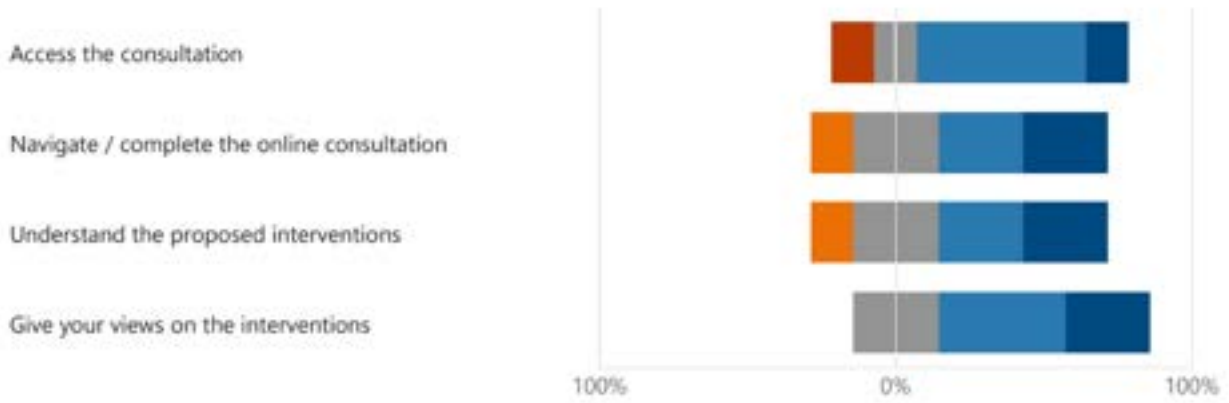 Access the consultation
Navigate / complete the online consultation
Understand the proposed interventions
Give your views on the interventions
100% 0% 100%